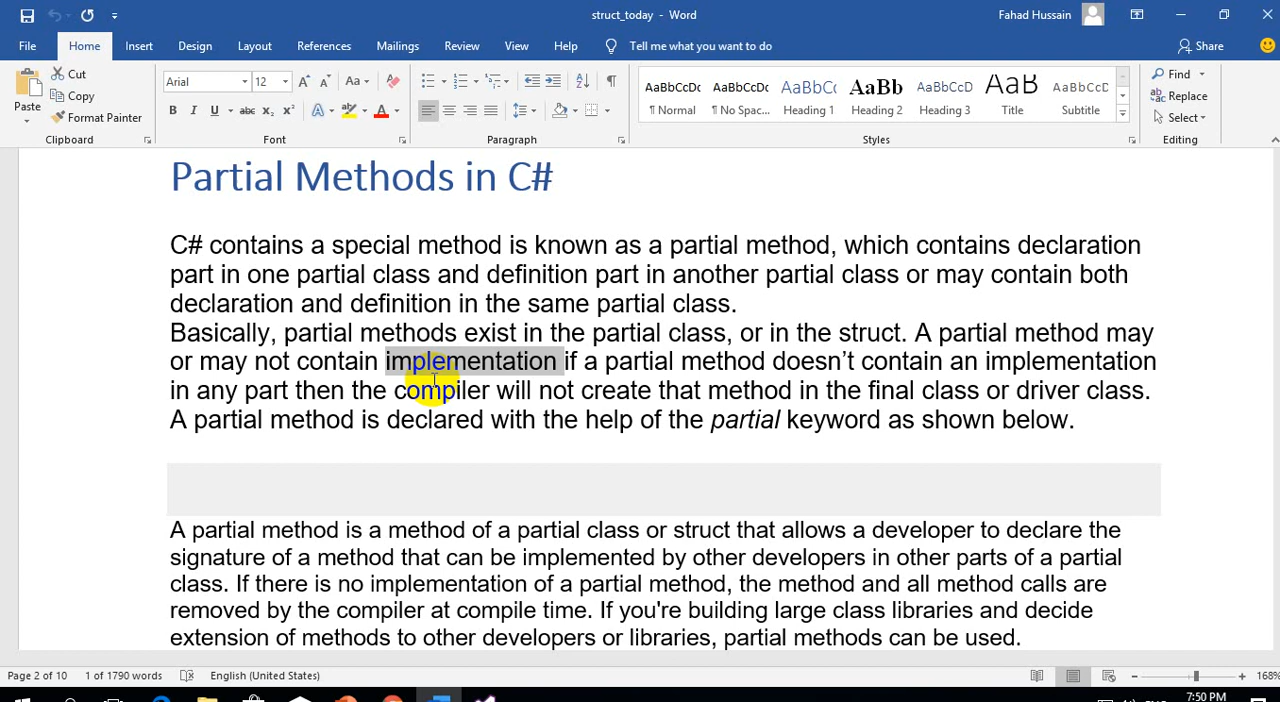 struct_today - Word
Fahad Hussain
File Home Insert Design Layout References Mailings Review View Help Tell me what you want to do Share
Paste Cut Copy Format Painter
Clipboard
Arial 12 Aa
B I U abc x₂ x² A A
Font
Paragraph
AaBbCcDc AaBbCcDc AaBbCc AaBb AaBbCcD AaB AaBbCcD
¶ Normal ¶ No Spac... Heading 1 Heading 2 Heading 3 Title Subtitle
Styles
Find
Replace
Select
Editing
Partial Methods in C#
C# contains a special method is known as a partial method, which contains declaration
part in one partial class and definition part in another partial class or may contain both
declaration and definition in the same partial class.
Basically, partial methods exist in the partial class, or in the struct. A partial method may
or may not contain implementation if a partial method doesn’t contain an implementation
in any part then the compiler will not create that method in the final class or driver class.
A partial method is declared with the help of the partial keyword as shown below.
A partial method is a method of a partial class or struct that allows a developer to declare the
signature of a method that can be implemented by other developers in other parts of a partial
class. If there is no implementation of a partial method, the method and all method calls are
removed by the compiler at compile time. If you're building large class libraries and decide
extension of methods to other developers or libraries, partial methods can be used.
Page 2 of 10 1 of 1790 words English (United States) 168%
7:50 PM